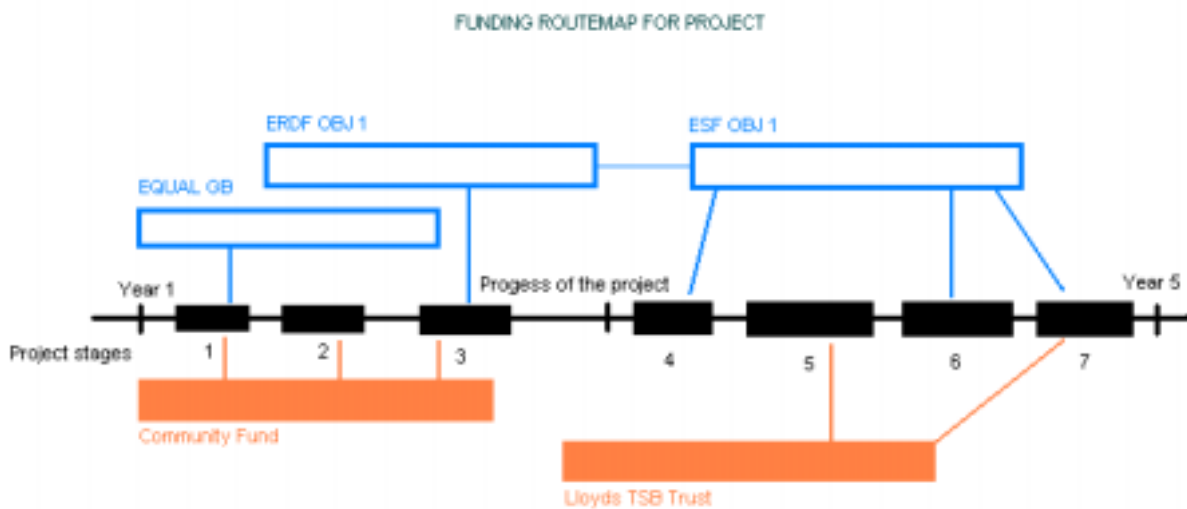 FUNDING ROUTEMAP FOR PROJECT
ERDF OBJ 1
ESF OBJ 1
EQUAL GB
Year 1
Progess of the project
Year 5
Project stages
1
2
3
4
5
6
7
Community Fund
Lloyds TSB Trust